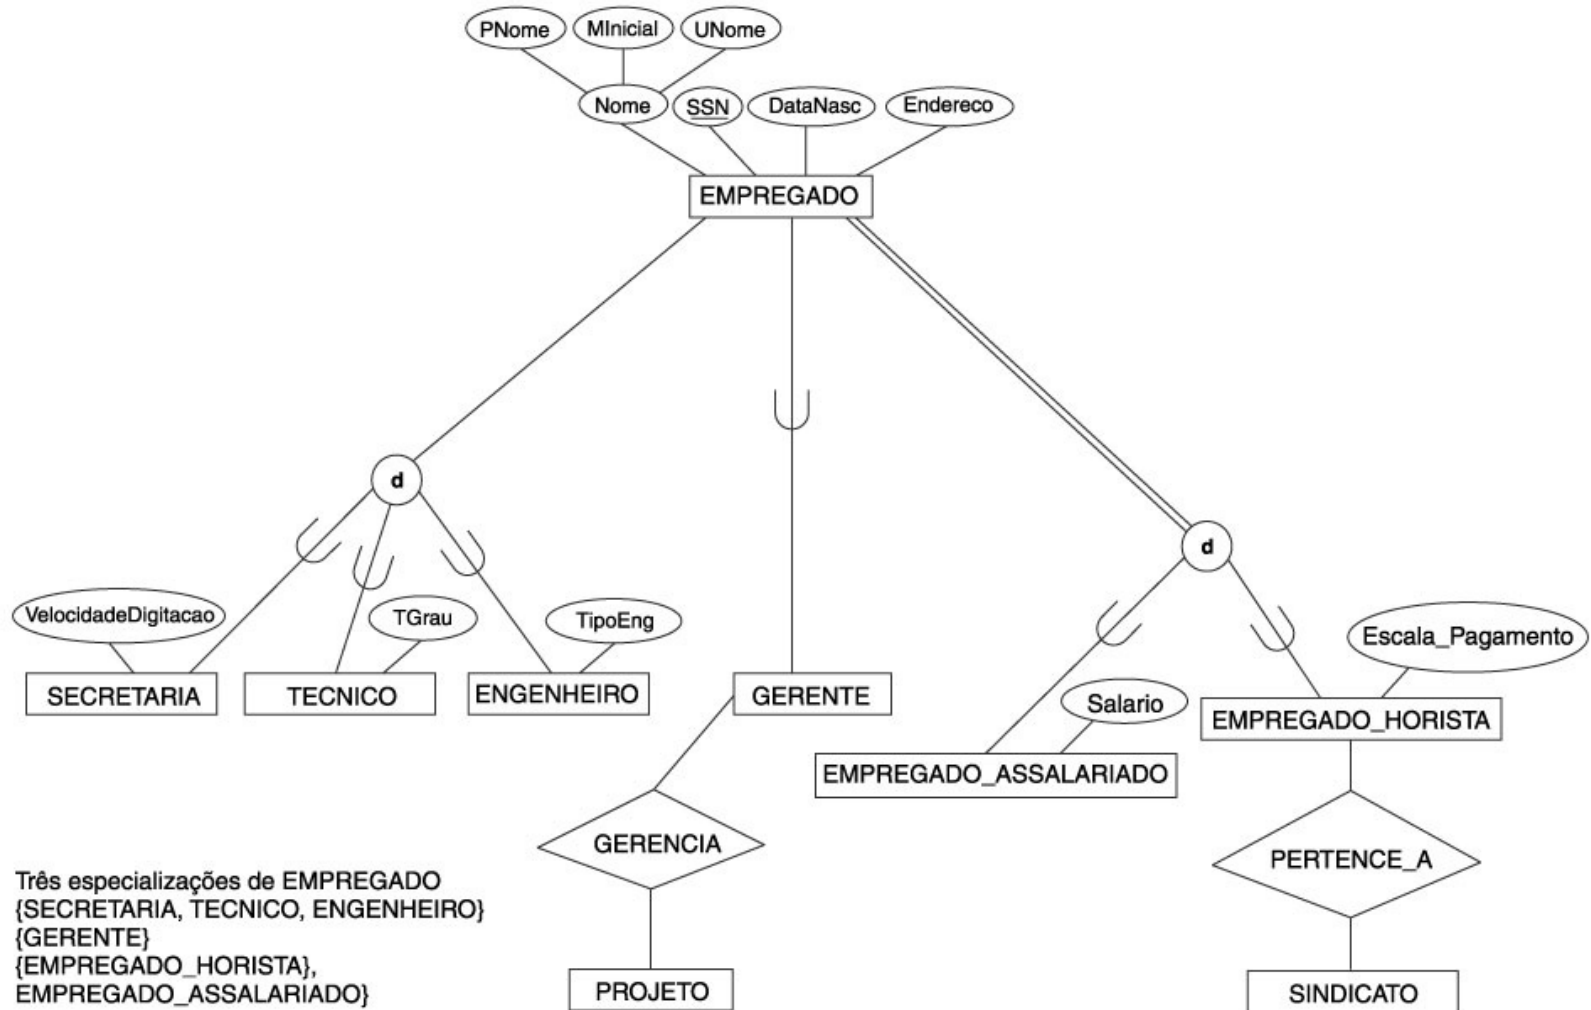 PNome MInicial UNome
Nome SSN DataNasc Endereco
EMPREGADO
d
d
VelocidadeDigitacao TGrau TipoEng Escala_Pagamento
SECRETARIA TECNICO ENGENHEIRO GERENTE Salario EMPREGADO_HORISTA
EMPREGADO_ASSALARIADO
GERENCIA PERTENCE_A
Três especializações de EMPREGADO
{SECRETARIA, TECNICO, ENGENHEIRO}
{GERENTE}
{EMPREGADO_HORISTA},
EMPREGADO_ASSALARIADO}
PROJETO SINDICATO